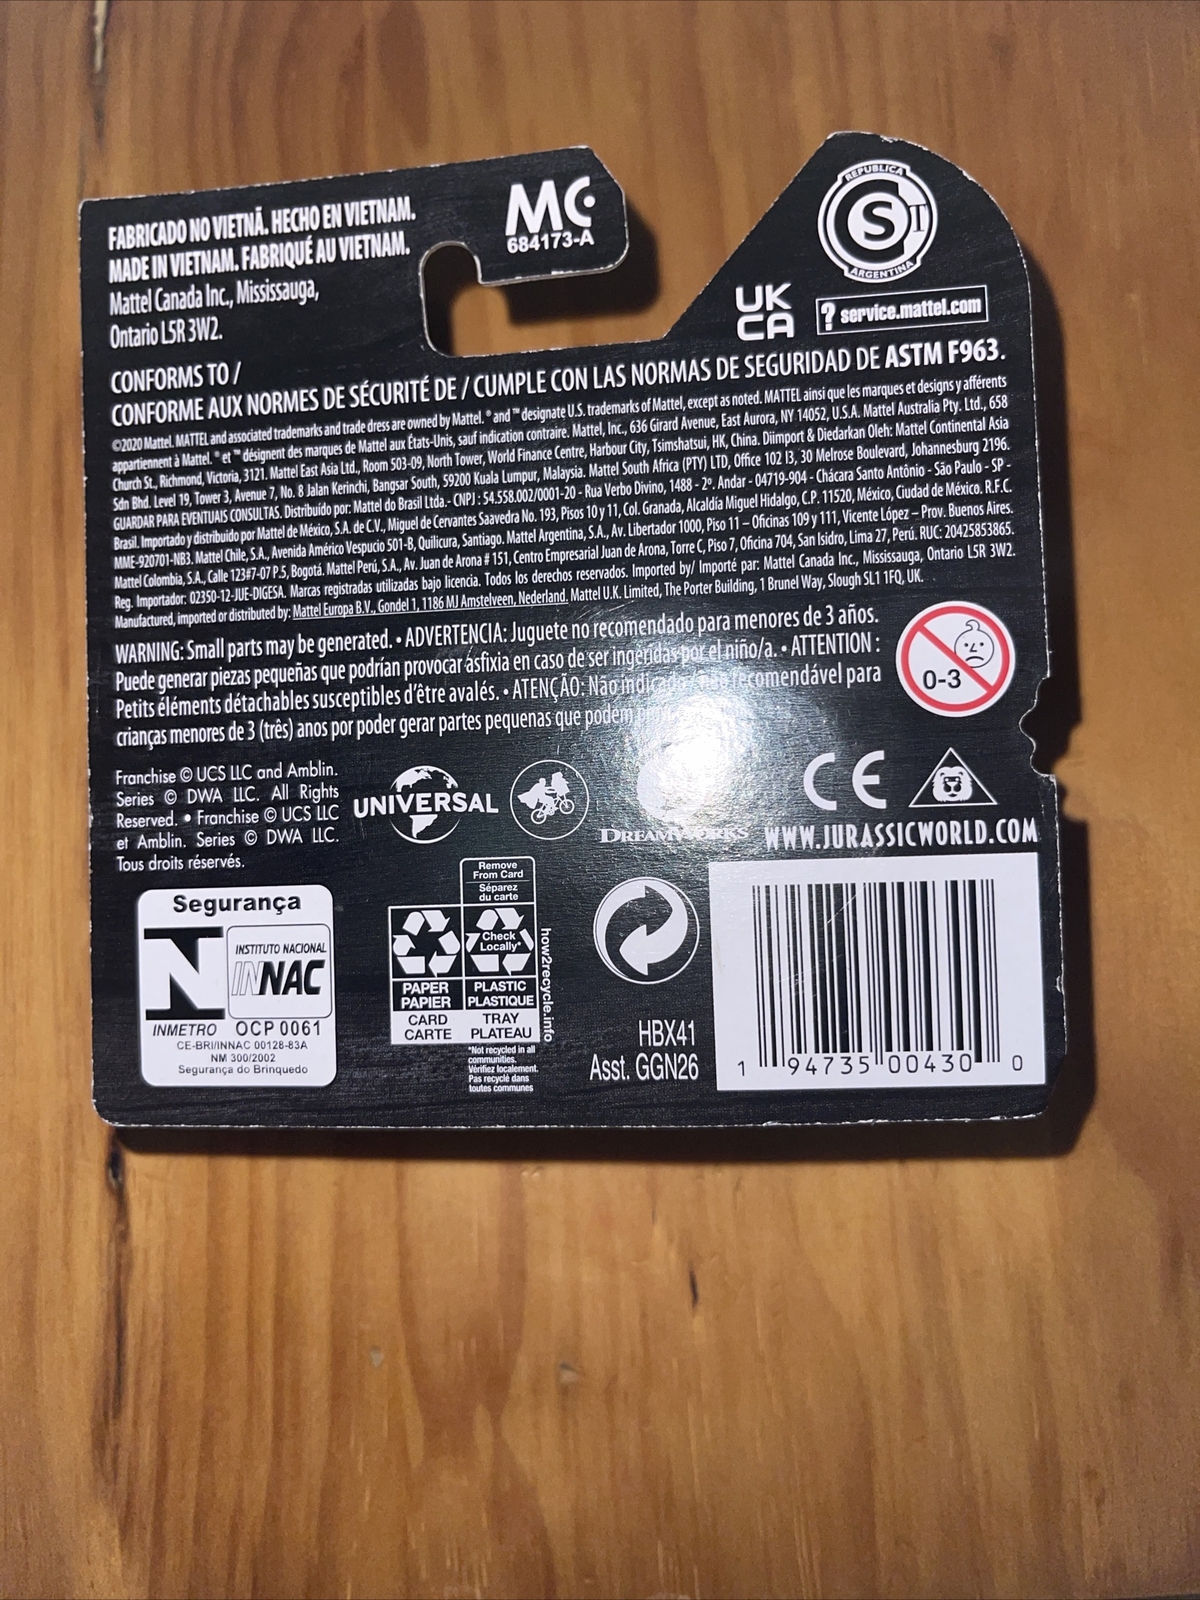 FABRICADO NO VIETNÃ. HECHO EN VIETNAM.
MADE IN VIETNAM. FABRIQUÉ AU VIETNAM.
Mattel Canada Inc., Mississauga,
Ontario L5R 3W2.
MC
684173-A
REPUBLICA
S
ARGENTINA
UK
CA
? service.mattel.com
CONFORMS TO /
CONFORME AUX NORMES DE SÉCURITÉ DE / CUMPLE CON LAS NORMAS DE SEGURIDAD DE ASTM F963.
©2020 Mattel. MATTEL and associated trademarks and trade dress are owned by Mattel. ® and ™ designate U.S. trademarks of Mattel, except as noted. MATTEL ainsi que les marques et designs y afférents
appartiennent à Mattel. ® et ™ désignent des marques de Mattel aux États-Unis, sauf indication contraire. Mattel, Inc., 636 Girard Avenue, East Aurora, NY 14052, U.S.A. Mattel Australia Pty. Ltd., 658
Church St., Richmond, Victoria, 3121. Mattel East Asia Ltd., Room 503-09, North Tower, World Finance Centre, Harbour City, Tsimshatsui, HK, China. Diimport & Diedarkan Oleh: Mattel Continental Asia
Sdn Bhd. Level 19, Tower 3, Avenue 7, No. 8 Jalan Kerinchi, Bangsar South, 59200 Kuala Lumpur, Malaysia. Mattel South Africa (PTY) LTD, Office 102 I3, 30 Melrose Boulevard, Johannesburg 2196.
GUARDAR PARA EVENTUAIS CONSULTAS. Distribuído por: Mattel do Brasil Ltda.- CNPJ : 54.558.002/0001-20 - Rua Verbo Divino, 1488 - 2º. Andar - 04719-904 - Chácara Santo Antônio - São Paulo - SP -
Brasil. Importado y distribuido por Mattel de México, S.A. de C.V., Miguel de Cervantes Saavedra No. 193, Pisos 10 y 11, Col. Granada, Alcaldía Miguel Hidalgo, C.P. 11520, México, Ciudad de México. R.F.C.
MME-920701-NB3. Mattel Chile, S.A., Avenida Américo Vespucio 501-B, Quilicura, Santiago. Mattel Argentina, S.A., Av. Libertador 1000, Piso 11 – Oficinas 109 y 111, Vicente López – Prov. Buenos Aires.
Mattel Colombia, S.A., Calle 123#7-07 P.5, Bogotá. Mattel Perú, S.A., Av. Juan de Arona # 151, Centro Empresarial Juan de Arona, Torre C, Piso 7, Oficina 704, San Isidro, Lima 27, Perú. RUC: 20425853865.
Reg. Importador: 02350-12-JUE-DIGESA. Marcas registradas utilizadas bajo licencia. Todos los derechos reservados. Imported by/ Importé par: Mattel Canada Inc., Mississauga, Ontario L5R 3W2.
Manufactured, imported or distributed by: Mattel Europa B.V., Gondel 1, 1186 MJ Amstelveen, Nederland. Mattel U.K. Limited, The Porter Building, 1 Brunel Way, Slough SL1 1FQ, UK.
WARNING: Small parts may be generated. • ADVERTENCIA: Juguete no recomendado para menores de 3 años.
Puede generar piezas pequeñas que podrían provocar asfixia en caso de ser ingeridas por el niño/a. • ATTENTION :
Petits éléments détachables susceptibles d'être avalés. • ATENÇÃO: Não indicado / não recomendável para
crianças menores de 3 (três) anos por poder gerar partes pequenas que podem
0-3
Franchise © UCS LLC and Amblin.
Series © DWA LLC. All Rights
Reserved. • Franchise © UCS LLC
et Amblin. Series © DWA LLC.
Tous droits réservés.
UNIVERSAL
DREAMWORKS
CE
WWW.JURASSICWORLD.COM
Segurança
INSTITUTO NACIONAL
INNAC
INMETRO OCP 0061
CE-BRI/INNAC 00128-83A
NM 300/2002
Segurança do Brinquedo
Remove
From Card
Séparez
du carte
Check
Locally*
PAPER
PAPIER
PLASTIC
PLASTIQUE
CARD
CARTE
TRAY
PLATEAU
*Not recycled in all
communities.
Vérifiez localement.
Pas recyclé dans
toutes communes
how2recycle.info
HBX41
Asst. GGN26
1 94735 00430 0